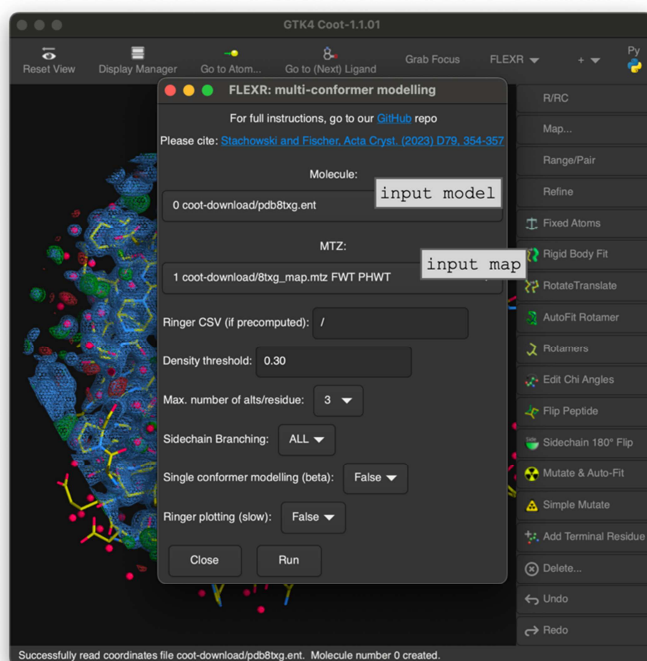 GTK4 Coot-1.1.01
Reset View Display Manager Go to Atom... Go to (Next) Ligand Grab Focus FLEXR + Py
FLEXR: multi-conformer modelling
For full instructions, go to our GitHub repo
Please cite: Stachowski and Fischer, Acta Cryst. (2023) D79, 354-357
Molecule:
input model
0 coot-download/pdb8txg.ent
MTZ:
input map
1 coot-download/8txg_map.mtz FWT PHWT
Ringer CSV (if precomputed): /
Density threshold: 0.30
Max. number of alts/residue: 3
Sidechain Branching: ALL
Single conformer modelling (beta): False
Ringer plotting (slow): False
Close Run
R/RC
Map...
Range/Pair
Refine
Fixed Atoms
Rigid Body Fit
RotateTranslate
AutoFit Rotamer
Rotamers
Edit Chi Angles
Flip Peptide
Sidechain 180° Flip
Mutate & Auto-Fit
Simple Mutate
Add Terminal Residue
Delete...
Undo
Redo
Successfully read coordinates file coot-download/pdb8txg.ent. Molecule number 0 created.